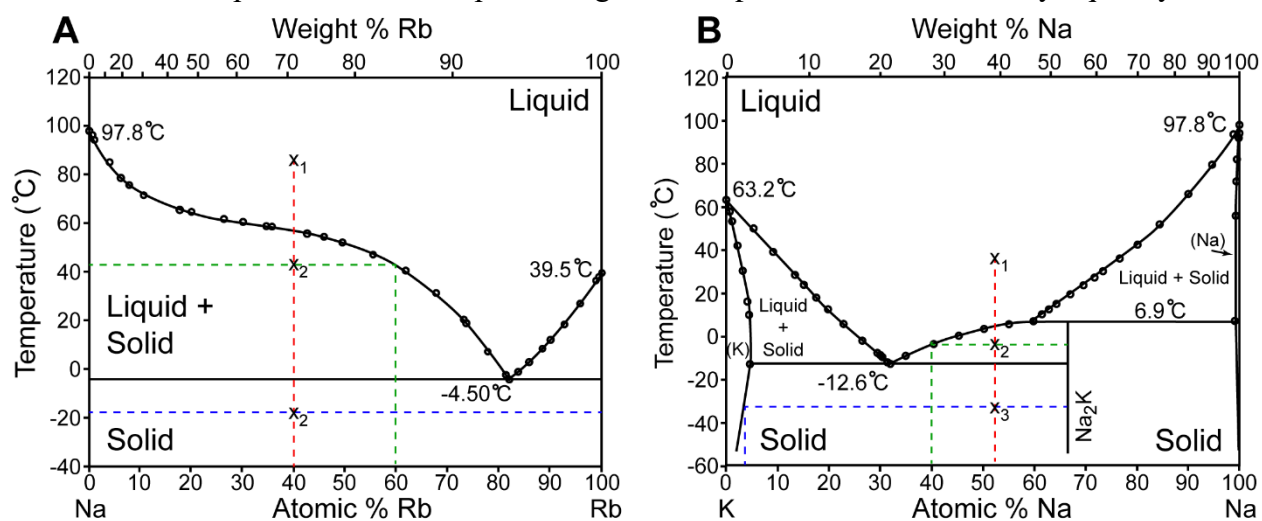 A
Weight % Rb
0 10 20 40 50 60 70 80 90 100
120
100
80
60
40
20
0
-20
-40
Temperature (°C)
Liquid
97.8°C
X1
X2
39.5°C
Liquid +
Solid
-4.50°C
X2
Solid
0 10 20 30 40 50 60 70 80 90 100
Na Atomic % Rb Rb
B
Weight % Na
0 10 20 30 40 50 60 70 80 90 100
120
100
80
60
40
20
0
-20
-40
-60
Temperature (°C)
Liquid
97.8°C
63.2°C
(Na)
X1
Liquid + Solid
Liquid
+
Solid
6.9°C
(K)
X2
-12.6°C
X3
Na2K
Solid
Solid
0 10 20 30 40 50 60 70 80 90 100
K Atomic % Na Na